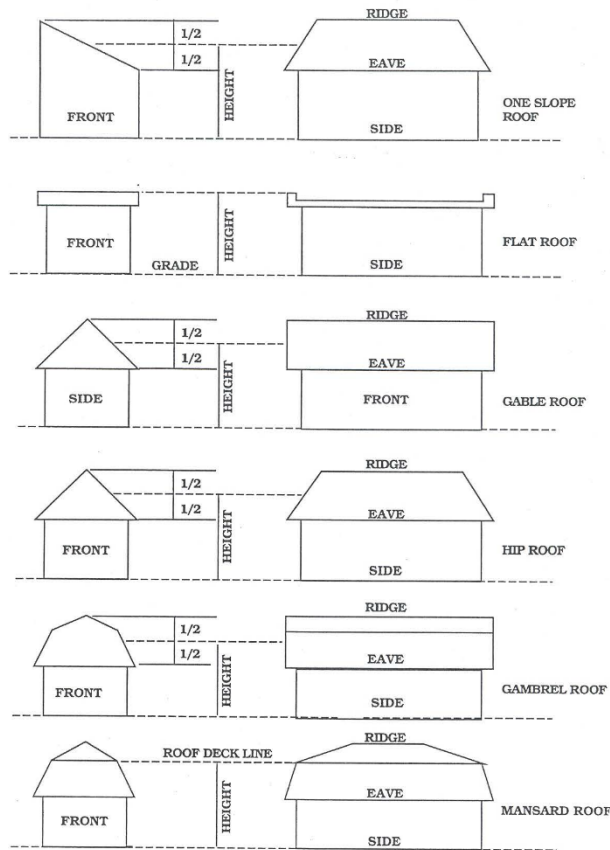 RIDGE
1/2
1/2
EAVE
FRONT
HEIGHT
SIDE
ONE SLOPE
ROOF
FRONT
GRADE
HEIGHT
SIDE
FLAT ROOF
RIDGE
1/2
1/2
EAVE
SIDE
HEIGHT
FRONT
GABLE ROOF
RIDGE
1/2
1/2
EAVE
FRONT
HEIGHT
SIDE
HIP ROOF
RIDGE
1/2
1/2
EAVE
FRONT
HEIGHT
SIDE
GAMBREL ROOF
RIDGE
ROOF DECK LINE
EAVE
FRONT
HEIGHT
SIDE
MANSARD ROOF